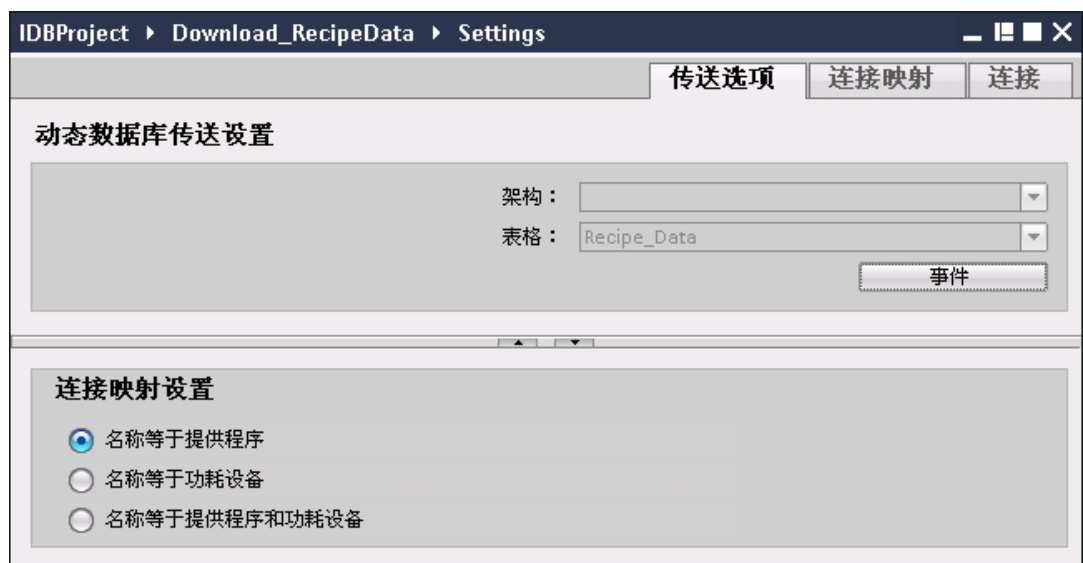 IDBProject ▸ Download_RecipeData ▸ Settings
传送选项 连接映射 连接
动态数据库传送设置
架构：
表格： Recipe_Data
事件
连接映射设置
名称等于提供程序
名称等于功耗设备
名称等于提供程序和功耗设备